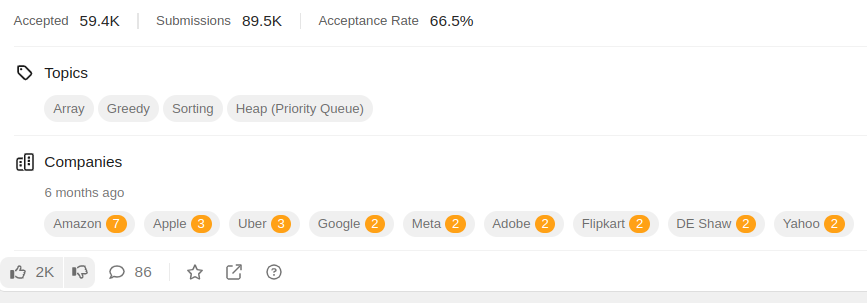 Accepted 59.4K Submissions 89.5K Acceptance Rate 66.5%
Topics
Array Greedy Sorting Heap (Priority Queue)
Companies
6 months ago
Amazon 7 Apple 3 Uber 3 Google 2 Meta 2 Adobe 2 Flipkart 2 DE Shaw 2 Yahoo 2
2K 86